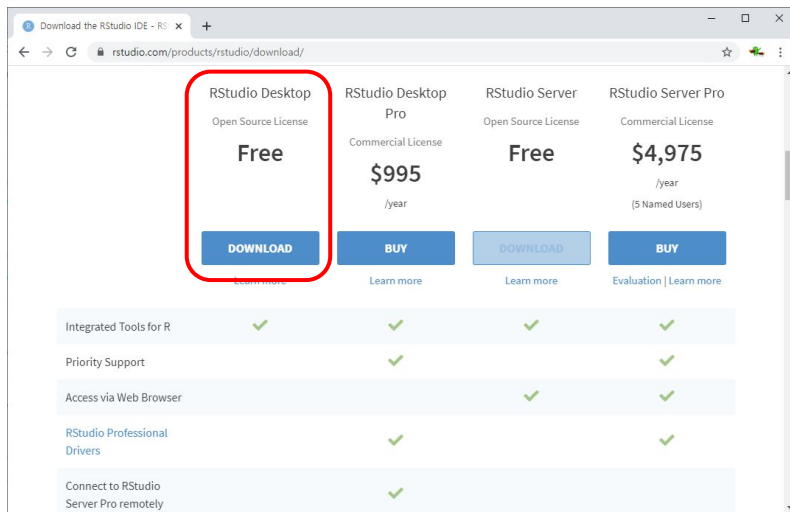 Download the RStudio IDE - RS
rstudio.com/products/rstudio/download/
RStudio Desktop
Open Source License
Free
DOWNLOAD
Learn more
RStudio Desktop
Pro
Commercial License
$995
/year
BUY
Learn more
RStudio Server
Open Source License
Free
DOWNLOAD
Learn more
RStudio Server Pro
Commercial License
$4,975
/year
(5 Named Users)
BUY
Evaluation | Learn more
Integrated Tools for R
Priority Support
Access via Web Browser
RStudio Professional
Drivers
Connect to RStudio
Server Pro remotely